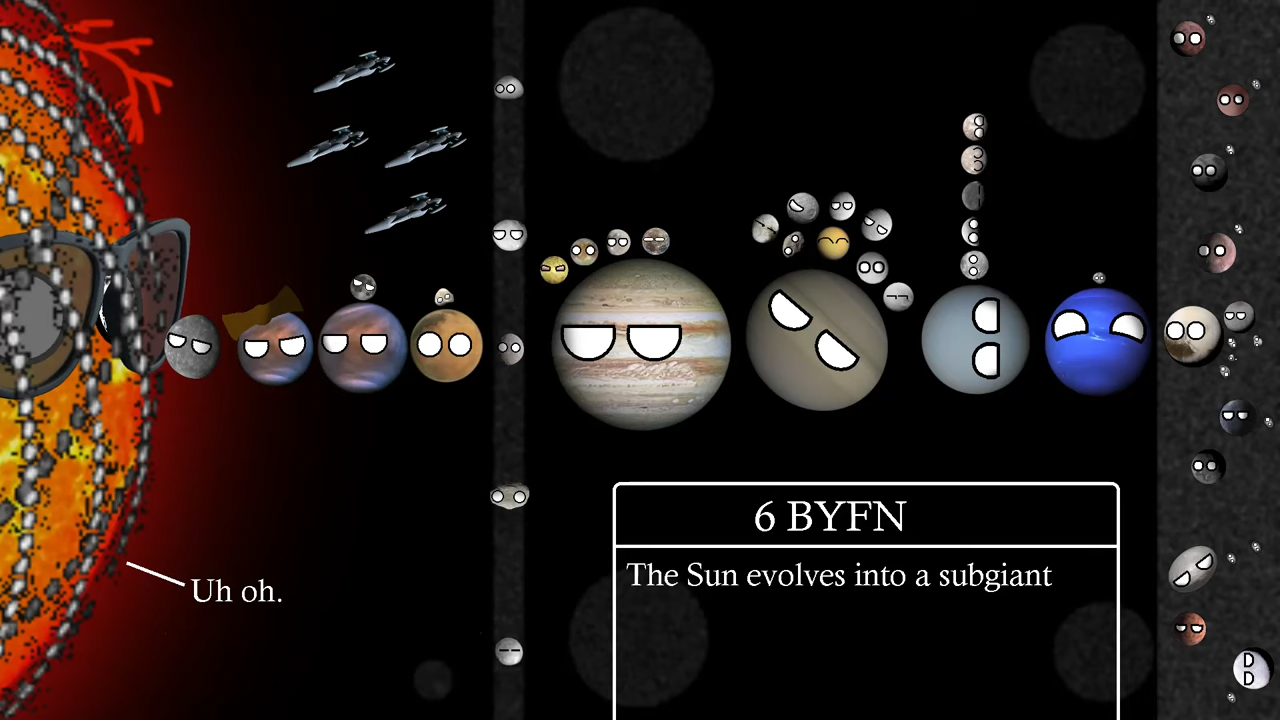 6 BYFN
The Sun evolves into a subgiant
Uh oh.